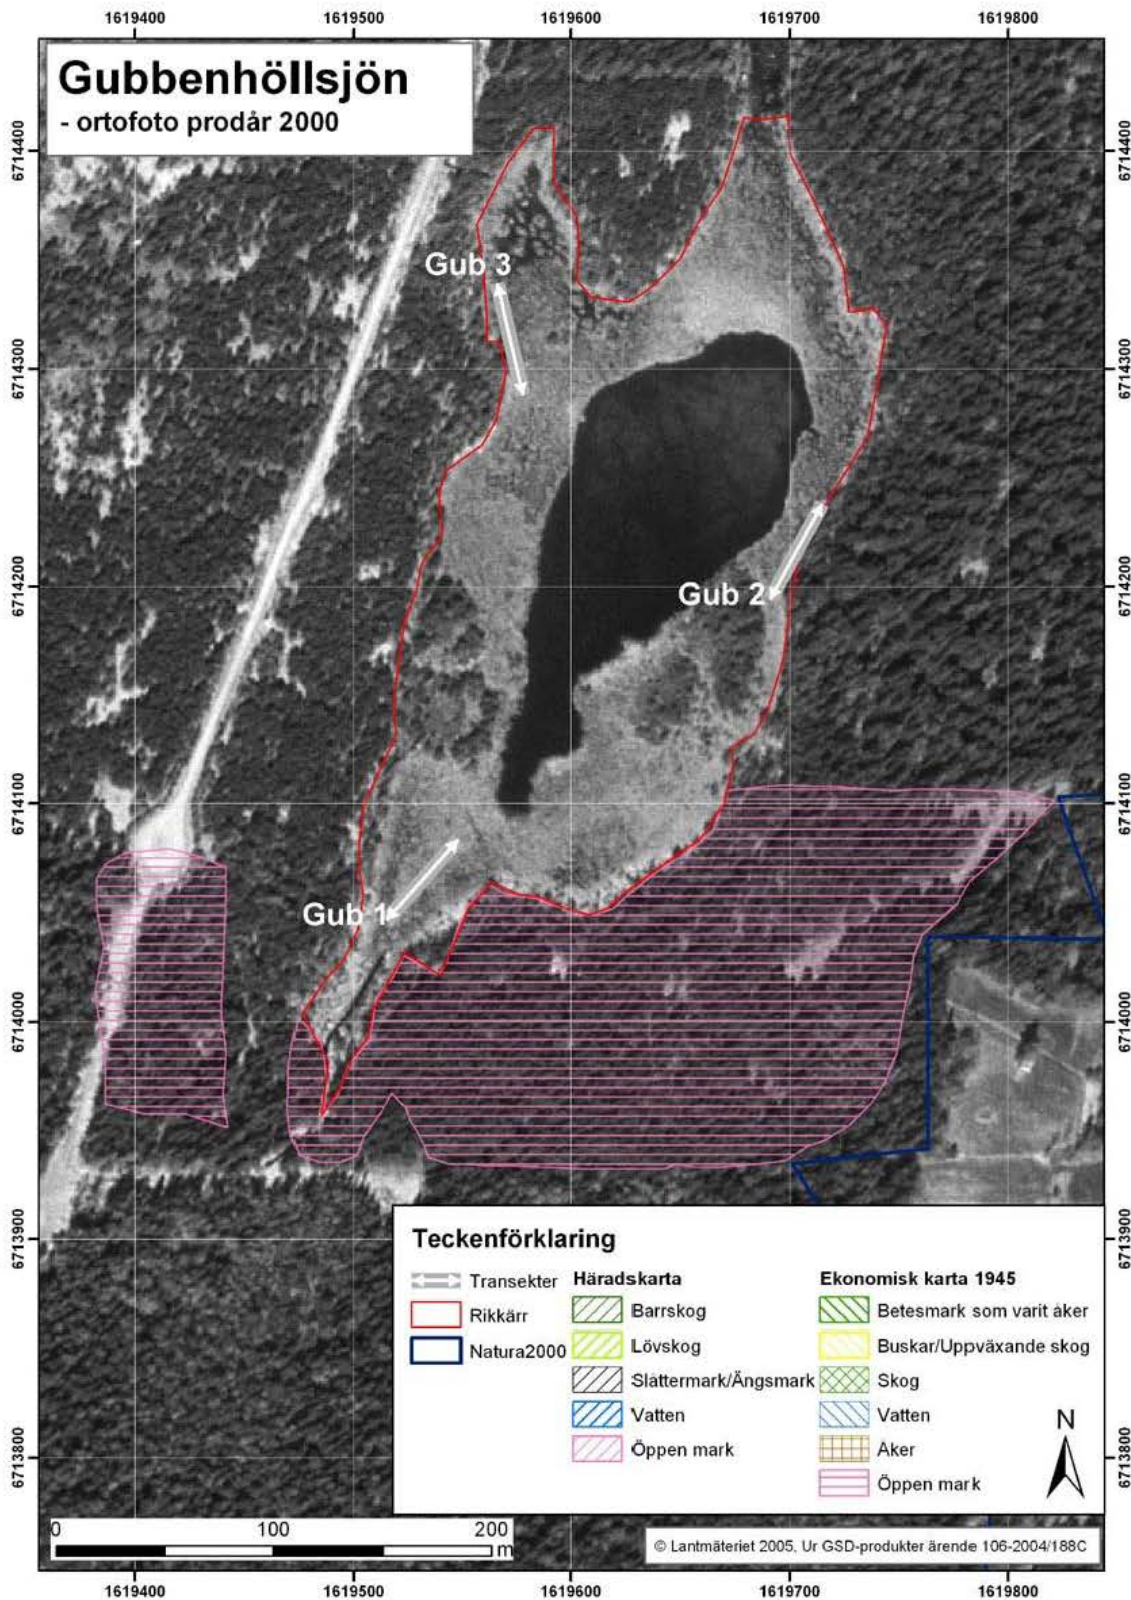 1619400 1619500 1619600 1619700 1619800
Gubbenhöllsjön
- ortofoto prodår 2000
6714400 6714400
Gub 3
6714300 6714300
Gub 2
6714200 6714200
6714100 6714100
Gub 1
6714000 6714000
6713900 6713900
Teckenförklaring
Transekter
Rikkärr
Natura2000
Häradskarta
Barrskog
Lövskog
Slåttermark/Ängsmark
Vatten
Öppen mark
Ekonomisk karta 1945
Betesmark som varit åker
Buskar/Uppväxande skog
Skog
Vatten
Åker
Öppen mark
N
6713800 6713800
0 100 200
m
© Lantmäteriet 2005, Ur GSD-produkter ärende 106-2004/188C
1619400 1619500 1619600 1619700 1619800